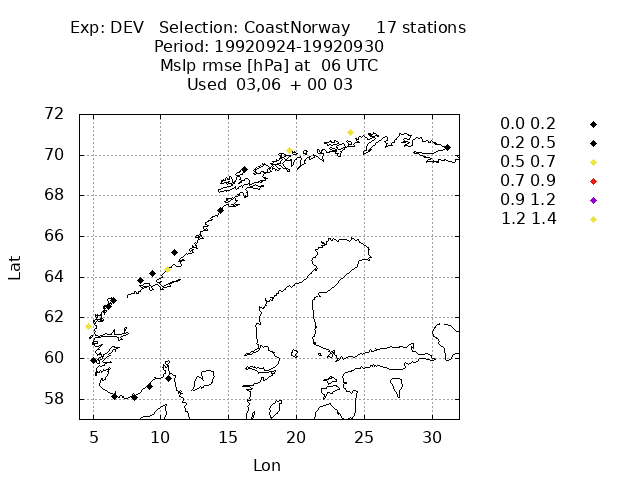 Exp: DEV   Selection: CoastNorway     17 stations
Period: 19920924-19920930
Mslp rmse [hPa] at  06 UTC
Used  03,06  + 00 03
72
70
68
66
64
62
60
58
Lat
5 10 15 20 25 30
Lon
0.0 0.2
0.2 0.5
0.5 0.7
0.7 0.9
0.9 1.2
1.2 1.4